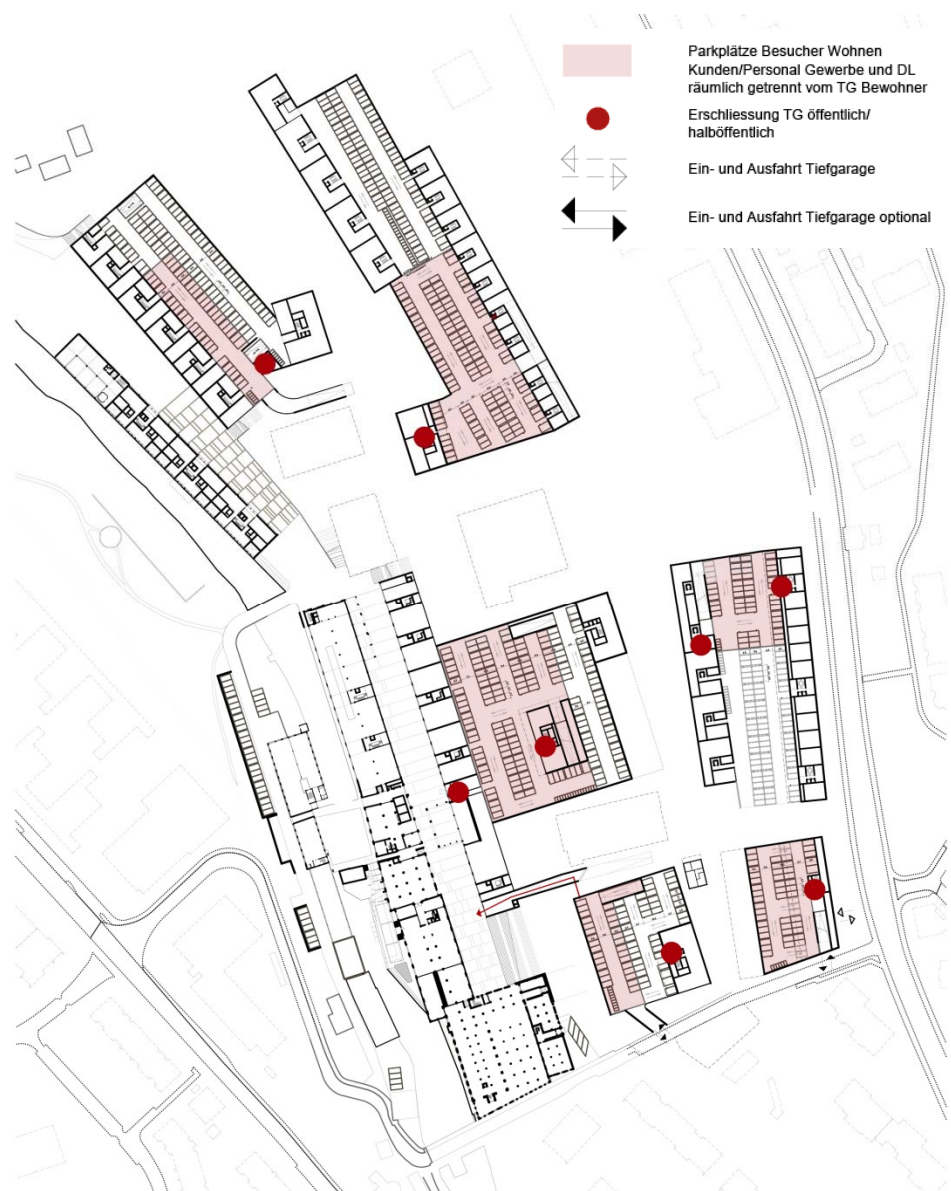 Parkplätze Besucher Wohnen
Kunden/Personal Gewerbe und DL
räumlich getrennt vom TG Bewohner
Erschliessung TG öffentlich/
halböffentlich
Ein- und Ausfahrt Tiefgarage
Ein- und Ausfahrt Tiefgarage optional